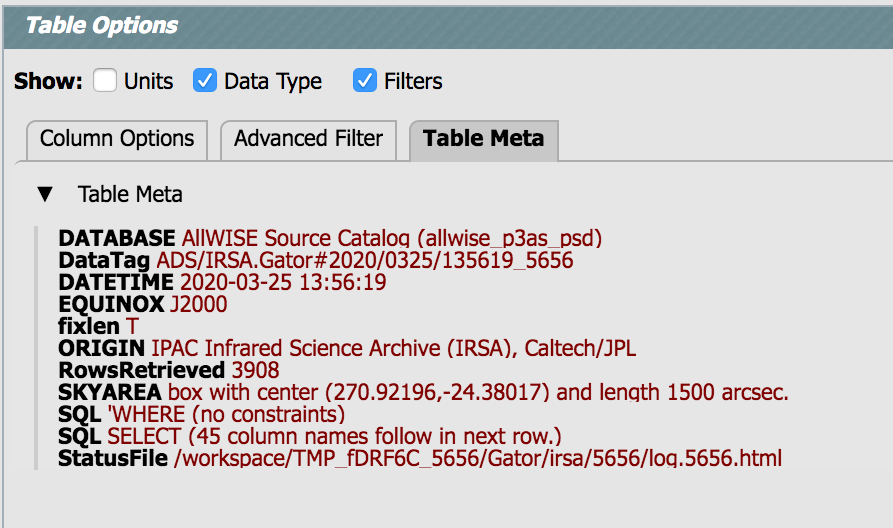 Table Options
Show: Units Data Type Filters
Column Options Advanced Filter Table Meta
▼ Table Meta
DATABASE AllWISE Source Catalog (allwise_p3as_psd)
DataTag ADS/IRSA.Gator#2020/0325/135619_5656
DATETIME 2020-03-25 13:56:19
EQUINOX J2000
fixlen T
ORIGIN IPAC Infrared Science Archive (IRSA), Caltech/JPL
RowsRetrieved 3908
SKYAREA box with center (270.92196,-24.38017) and length 1500 arcsec.
SQL 'WHERE (no constraints)
SQL SELECT (45 column names follow in next row.)
StatusFile /workspace/TMP_fDRF6C_5656/Gator/irsa/5656/log.5656.html